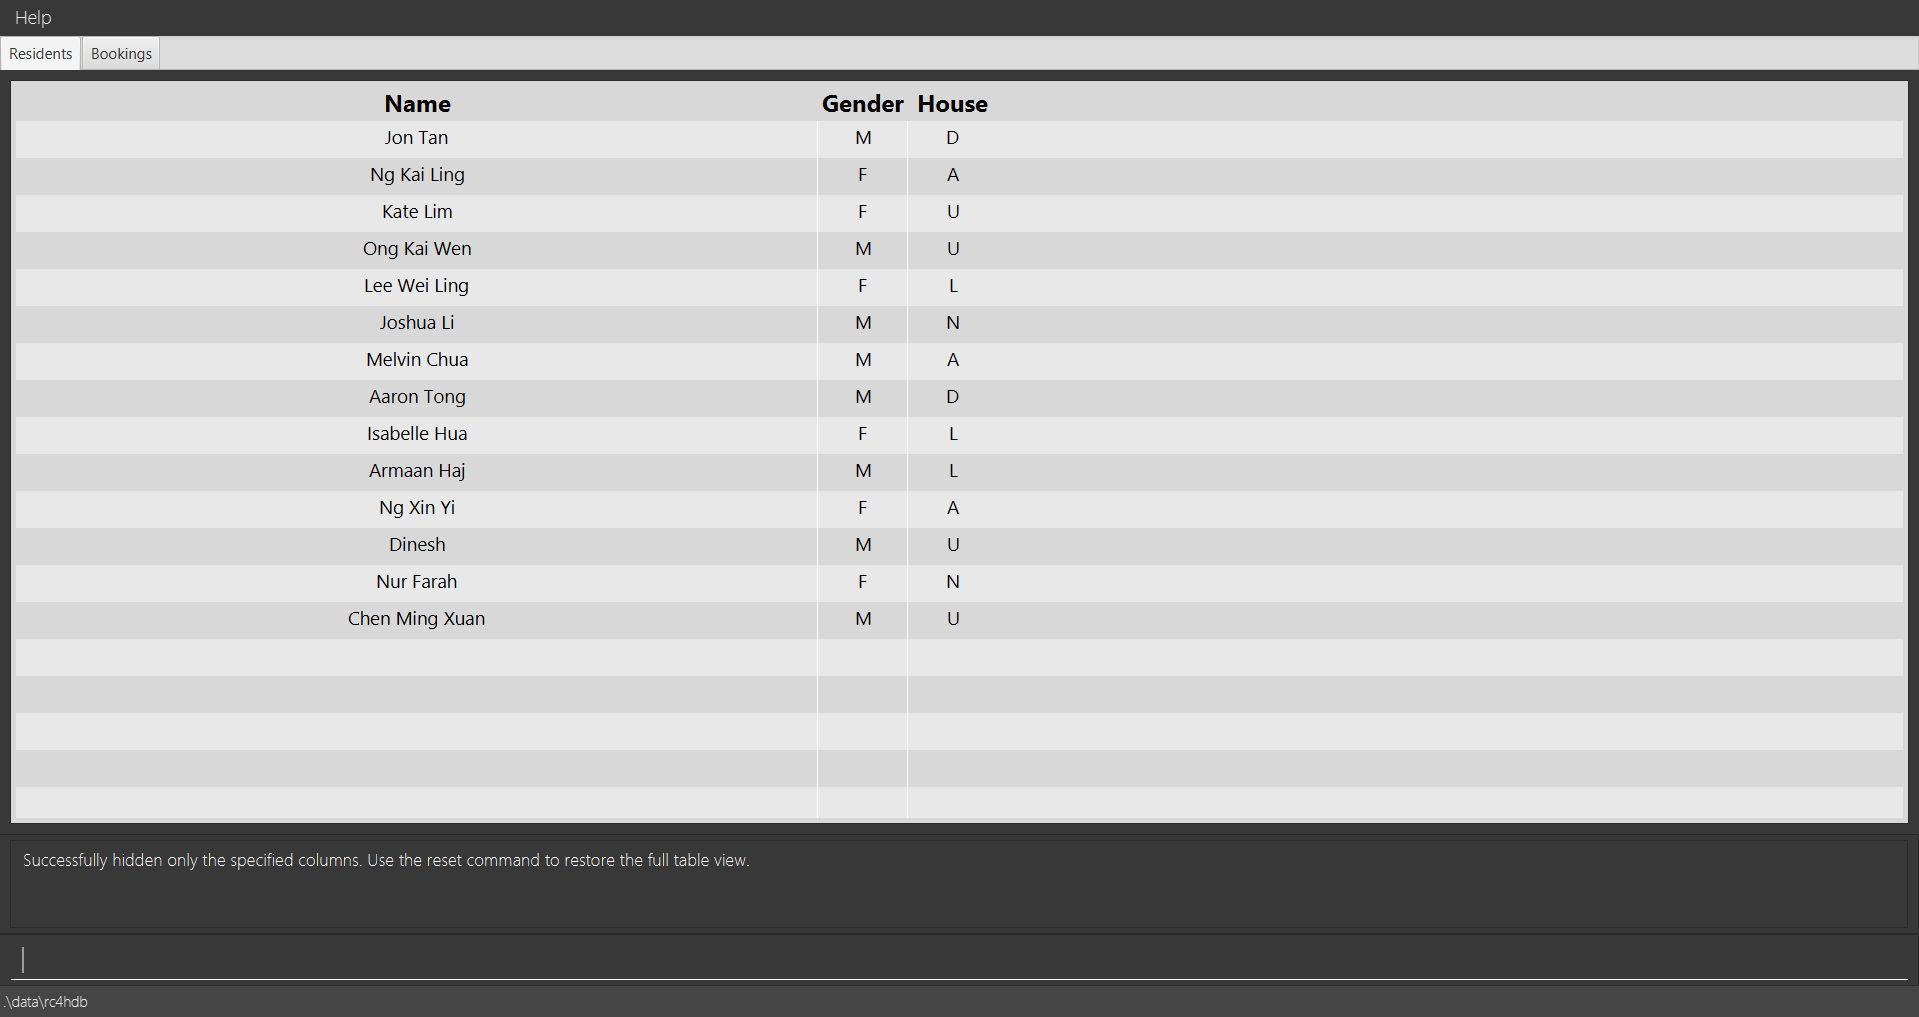 Help
Residents Bookings
Name Gender House
Jon Tan M D
Ng Kai Ling F A
Kate Lim F U
Ong Kai Wen M U
Lee Wei Ling F L
Joshua Li M N
Melvin Chua M A
Aaron Tong M D
Isabelle Hua F L
Armaan Haj M L
Ng Xin Yi F A
Dinesh M U
Nur Farah F N
Chen Ming Xuan M U
Successfully hidden only the specified columns. Use the reset command to restore the full table view.
.\data\rc4hdb